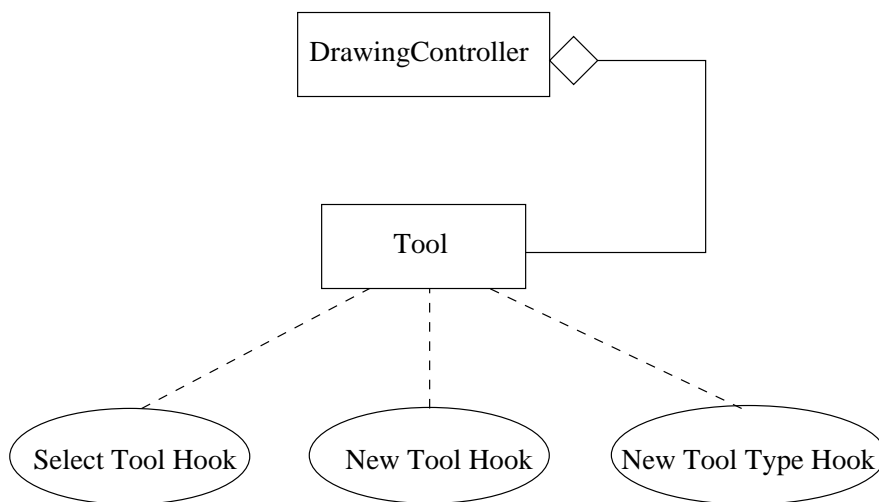 DrawingController
Tool
Select Tool Hook
New Tool Hook
New Tool Type Hook